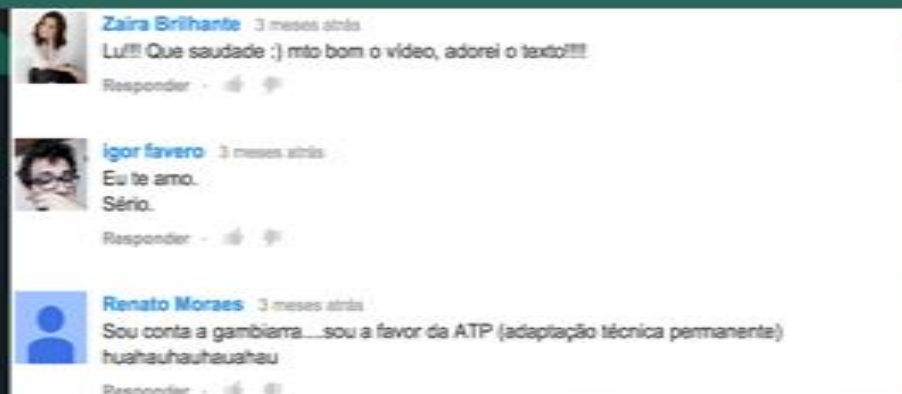 Zaira Brilhante 3 meses atrás
Lu!!! Que saudade :) mto bom o vídeo, adorei o texto!!!!
Responder ·
igor favero 3 meses atrás
Eu te amo.
Sério.
Responder ·
Renato Moraes 3 meses atrás
Sou conta a gambiarra....sou a favor da ATP (adaptação técnica permanente)
huahauhauhauahau
Responder ·